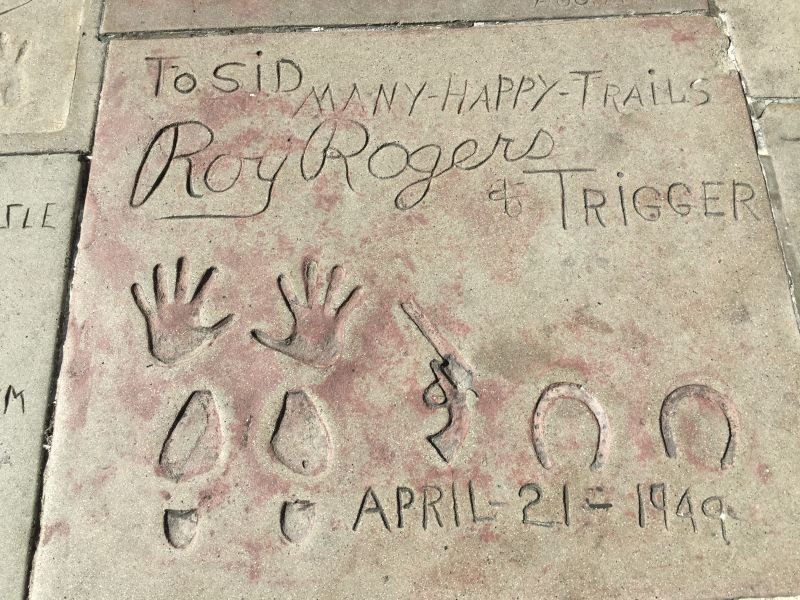 To SiD MANY-HAPPY-TRAiLS
Roy Rogers
& TRiGGER
APRIL-21-1949